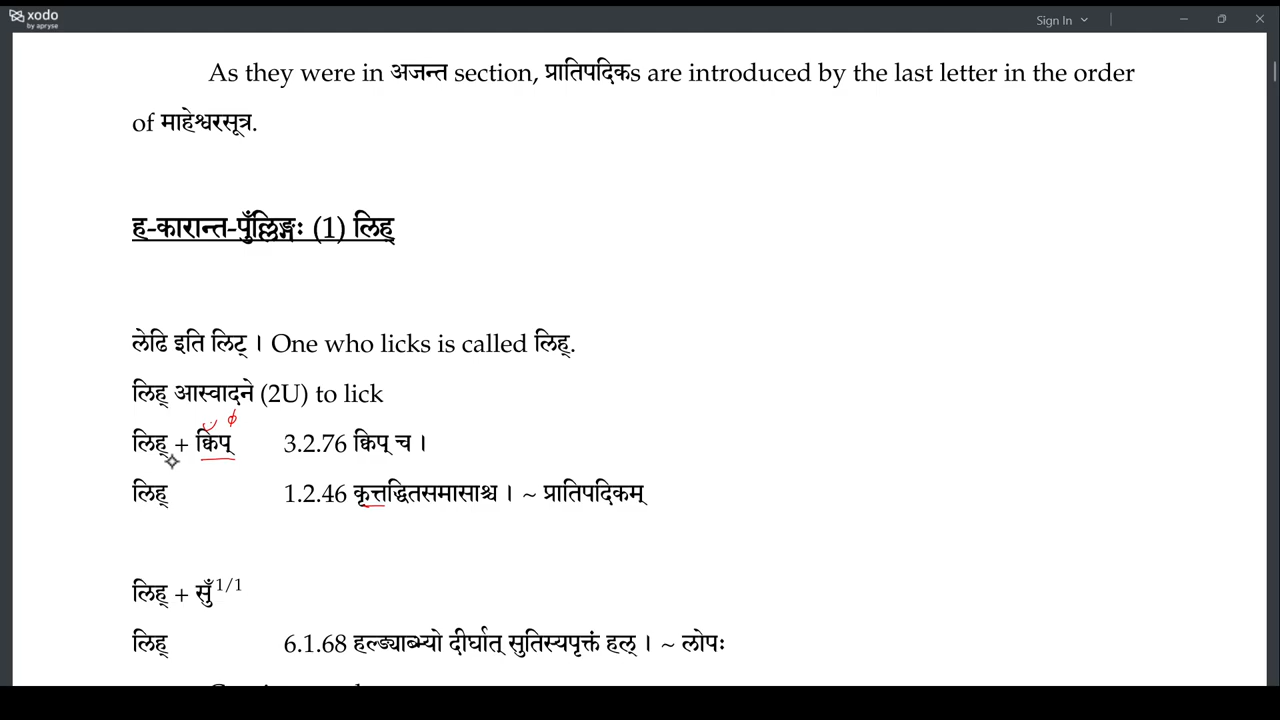 xodo
by apryse
Sign In
As they were in अजन्त section, प्रातिपदिकs are introduced by the last letter in the order
of माहेश्वरसूत्र.
ह-कारान्त-पुँल्लिङ्गः (1) लिह्
लेढि इति लिट् । One who licks is called लिह्.
लिह् आस्वादने (2U) to lick
ϕ
लिह् + क्विप् 3.2.76 क्विप् च ।
लिह् 1.2.46 कृत्तद्धितसमासाश्च । ~ प्रातिपदिकम्
लिह् + सुँ 1/1
लिह् 6.1.68 हल्ङ्याब्भ्यो दीर्घात् सुतिस्यपृक्तं हल् । ~ लोपः